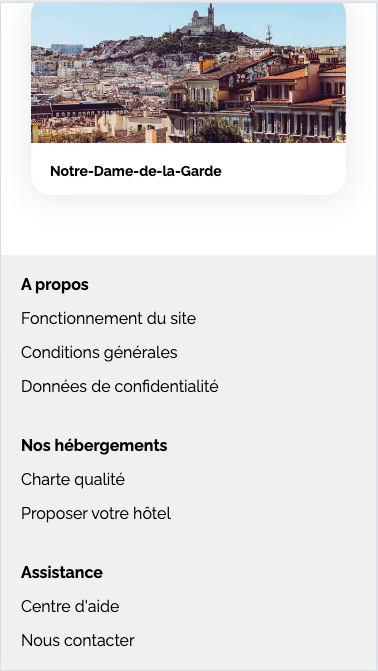 Notre-Dame-de-la-Garde
A propos
Fonctionnement du site
Conditions générales
Données de confidentialité
Nos hébergements
Charte qualité
Proposer votre hôtel
Assistance
Centre d'aide
Nous contacter